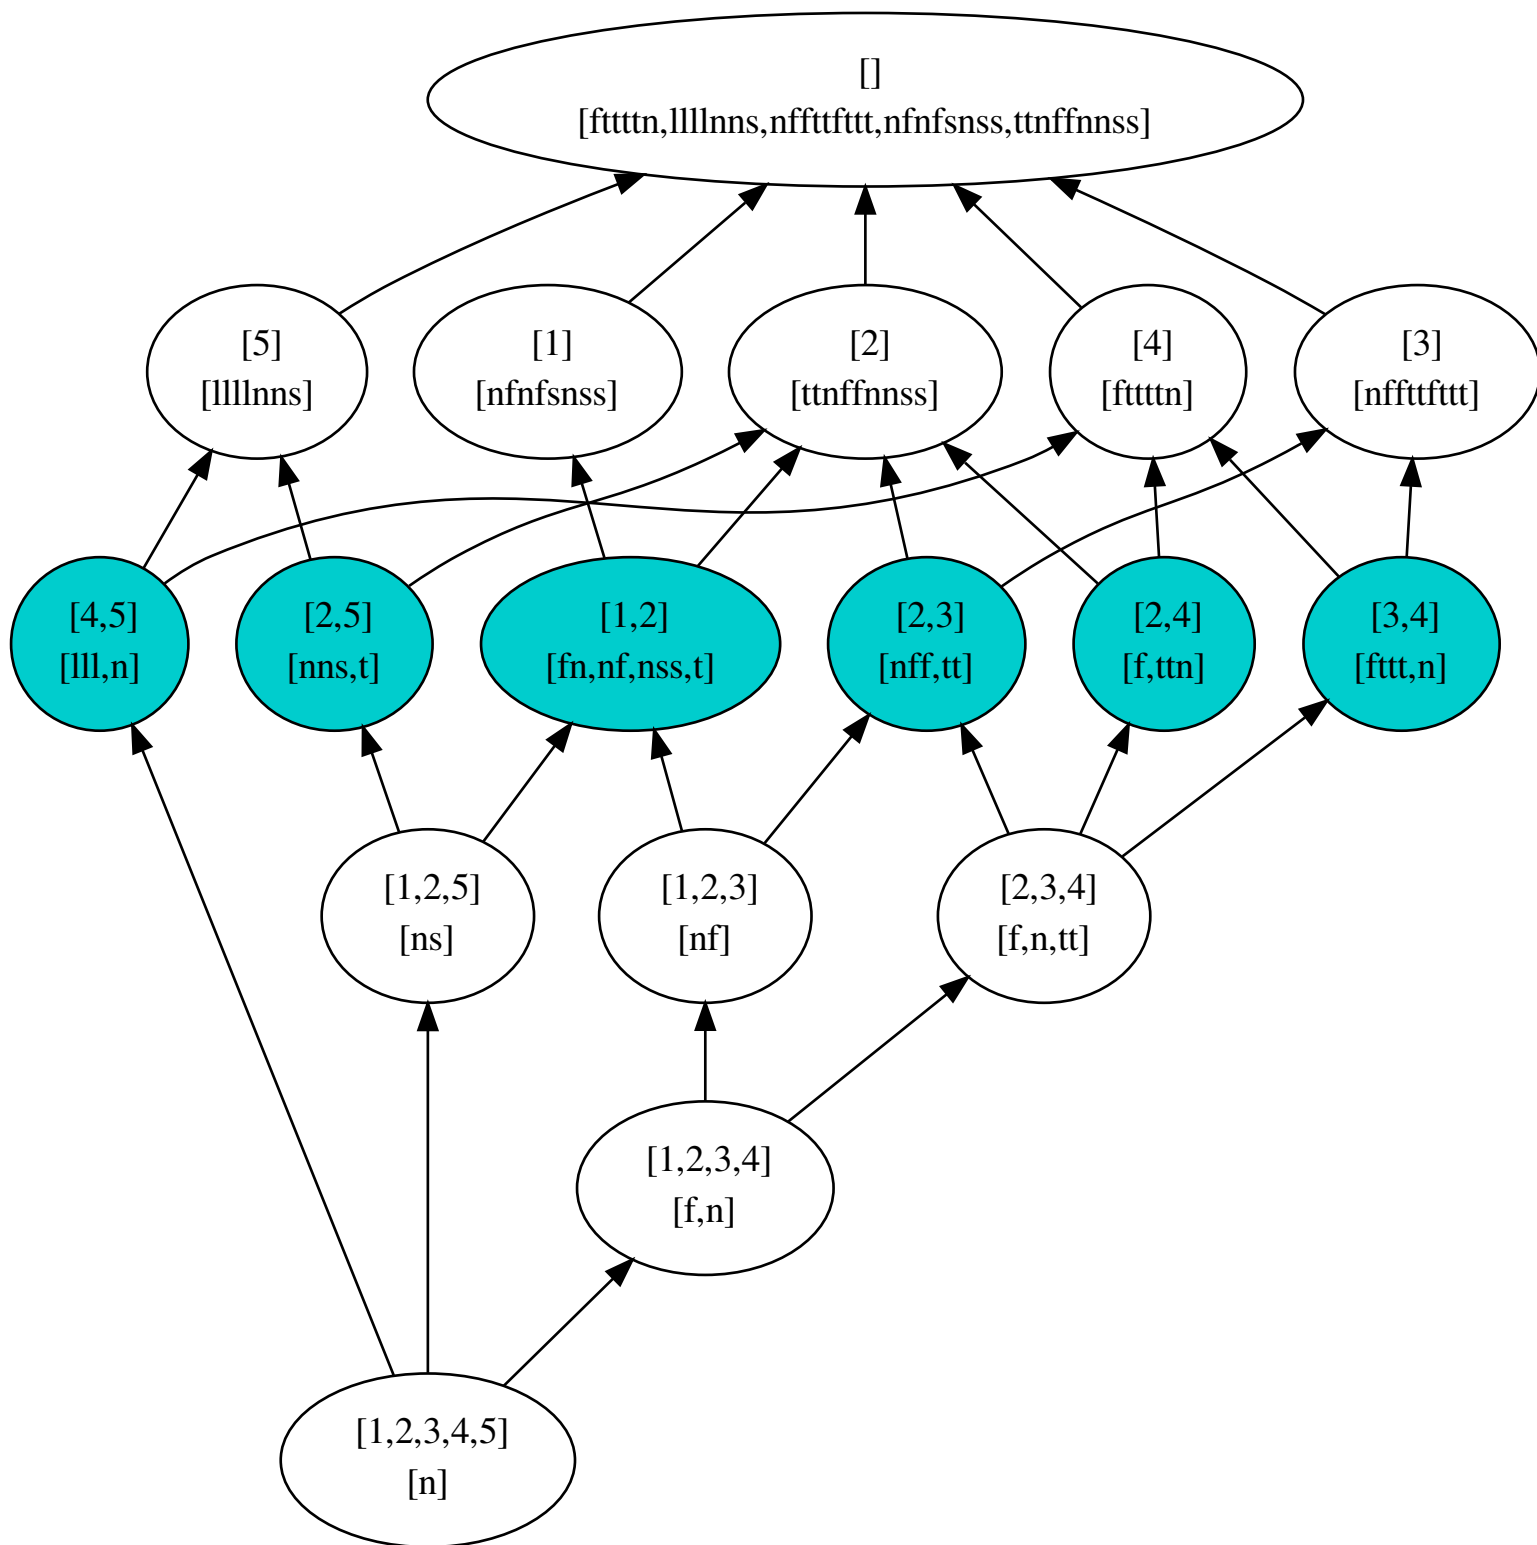 []
[fttttn,llllnns,nffttfttt,nfnfsnss,ttnffnnss]
[5]
[llllnns]
[1]
[nfnfsnss]
[2]
[ttnffnnss]
[4]
[fttttn]
[3]
[nffttfttt]
[4,5]
[lll,n]
[2,5]
[nns,t]
[1,2]
[fn,nf,nss,t]
[2,3]
[nff,tt]
[2,4]
[f,ttn]
[3,4]
[fttt,n]
[1,2,5]
[ns]
[1,2,3]
[nf]
[2,3,4]
[f,n,tt]
[1,2,3,4]
[f,n]
[1,2,3,4,5]
[n]